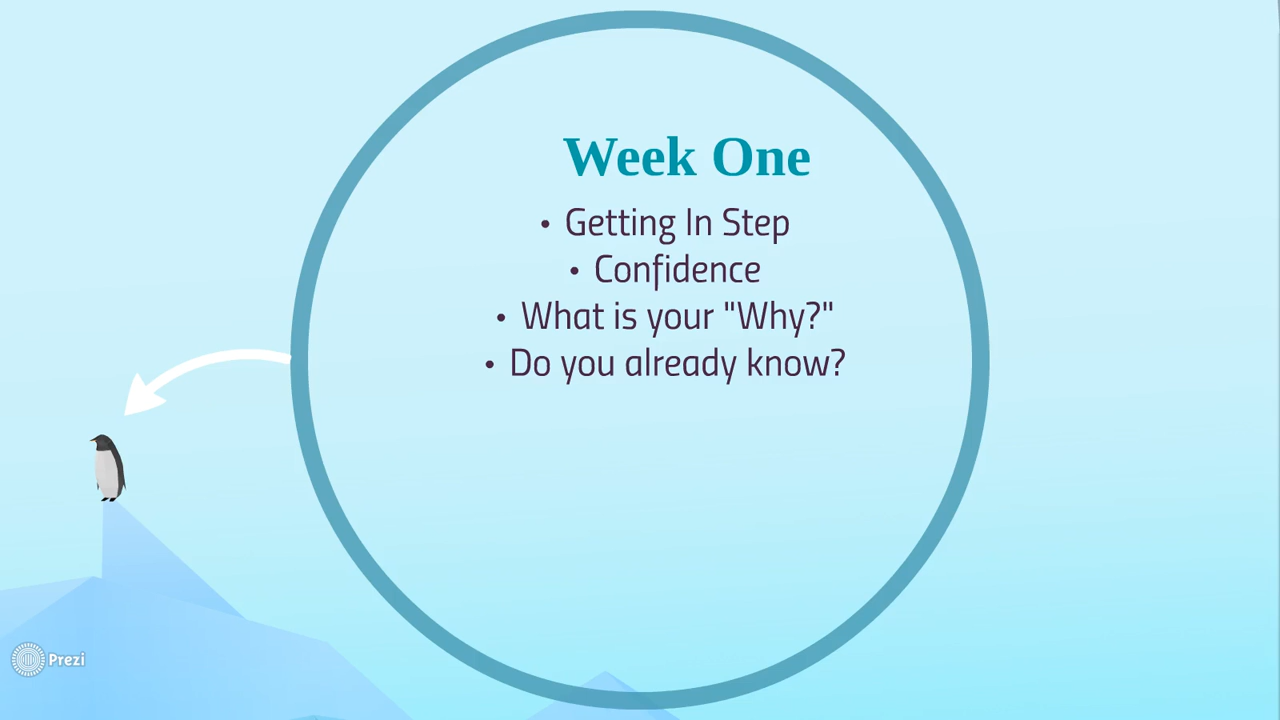 Week One
• Getting In Step
• Confidence
• What is your "Why?"
• Do you already know?
Prezi